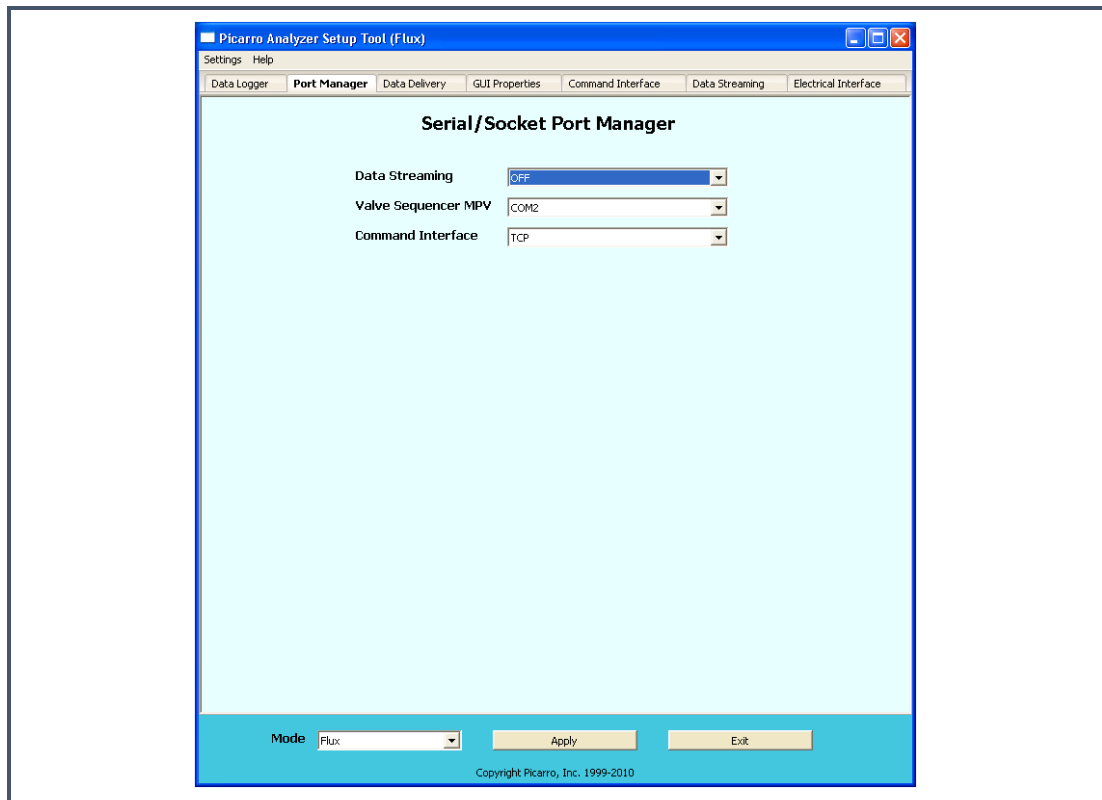 Picarro Analyzer Setup Tool (Flux)
Settings Help
Data Logger Port Manager Data Delivery GUI Properties Command Interface Data Streaming Electrical Interface
Serial/Socket Port Manager
Data Streaming OFF
Valve Sequencer MPV COM2
Command Interface TCP
Mode Flux Apply Exit
Copyright Picarro, Inc. 1999-2010